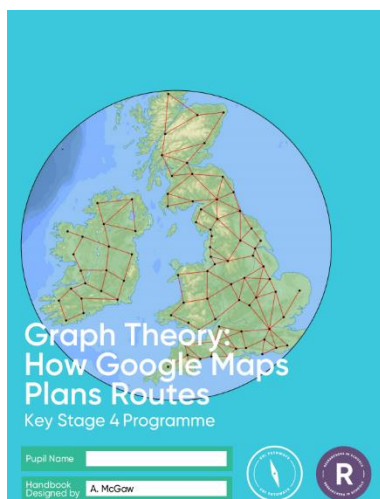 Graph Theory:
How Google Maps
Plans Routes
Key Stage 4 Programme
Pupil Name
Handbook
Designed by
A. McGaw
R